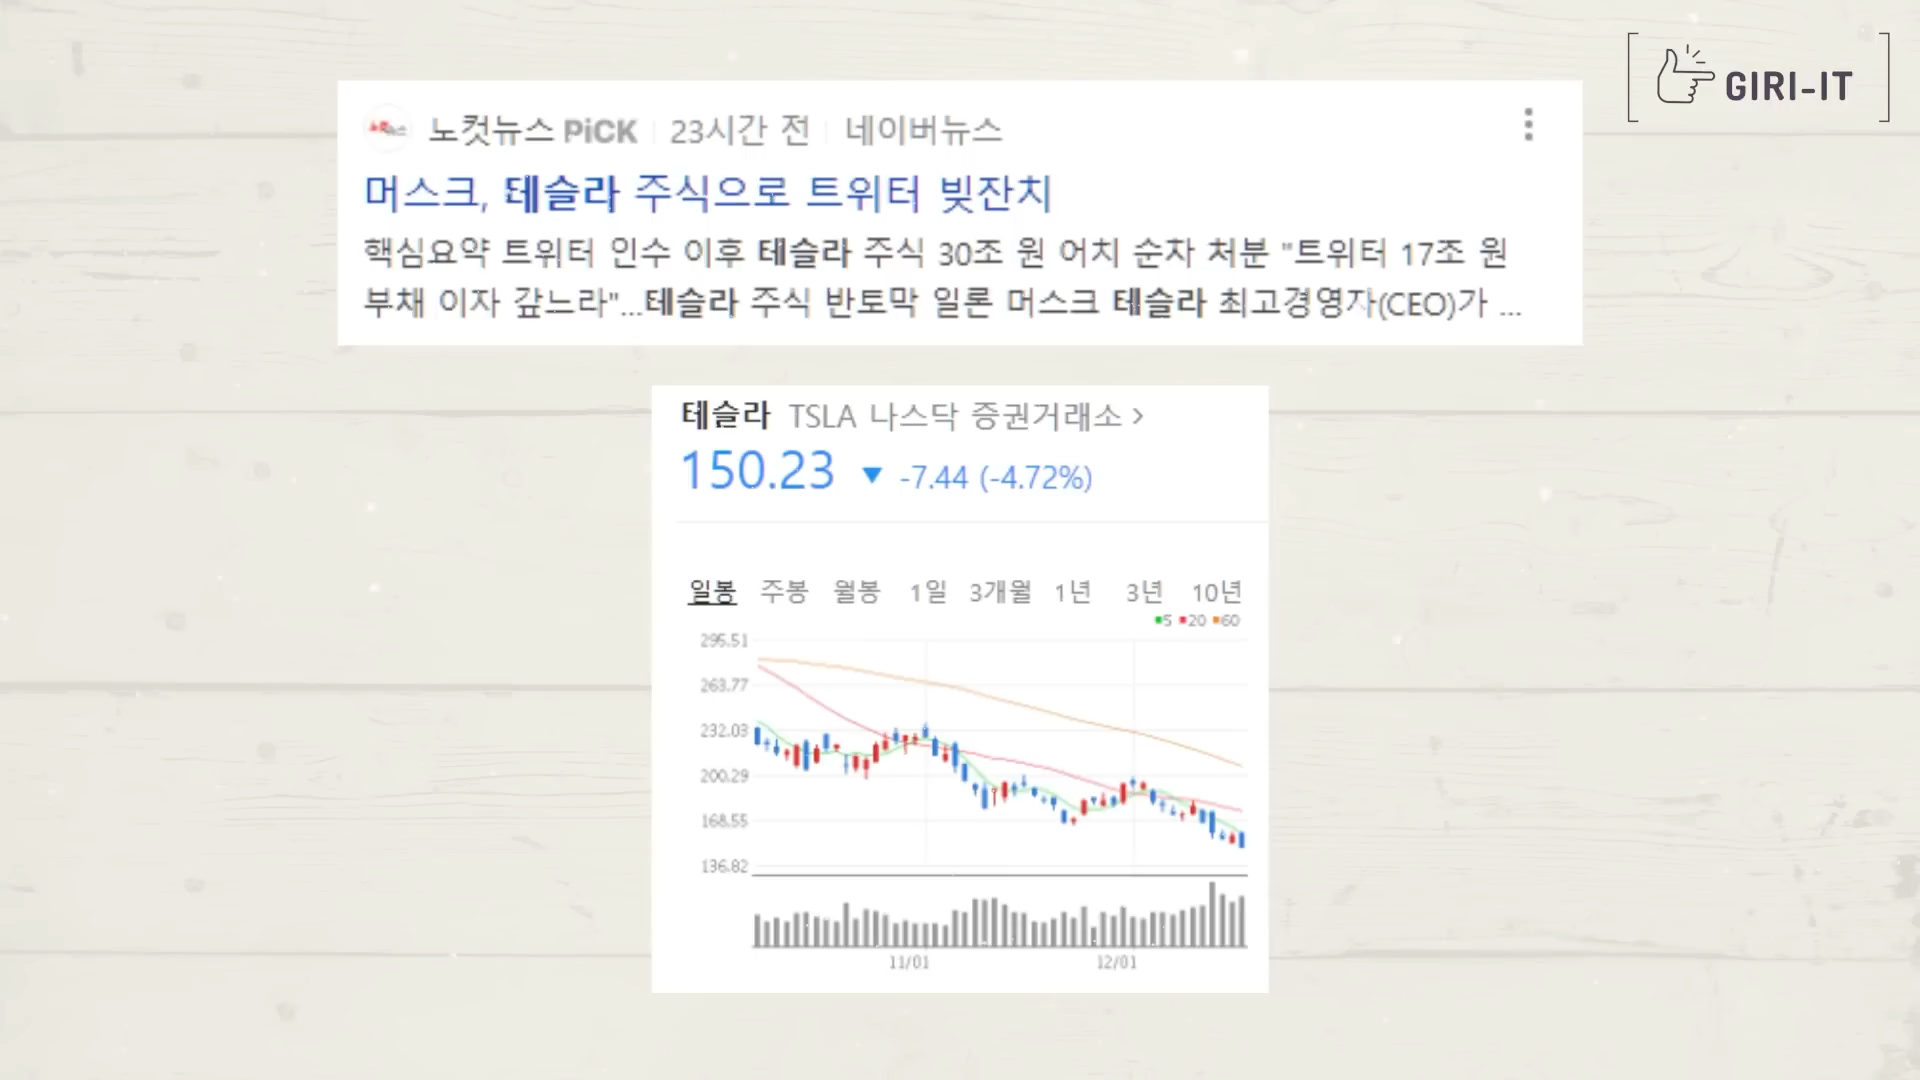 GIRI-IT
노컷뉴스 PiCK 23시간 전 네이버뉴스
머스크, 테슬라 주식으로 트위터 빚잔치
핵심요약 트위터 인수 이후 테슬라 주식 30조 원 어치 순차 처분 "트위터 17조 원
부채 이자 갚느라"...테슬라 주식 반토막 일론 머스크 테슬라 최고경영자(CEO)가 ...
테슬라 TSLA 나스닥 증권거래소 >
150.23 ▼ -7.44 (-4.72%)
일봉 주봉 월봉 1일 3개월 1년 3년 10년
5 20 60
295.51
263.77
232.03
200.29
168.55
136.82
11/01 12/01